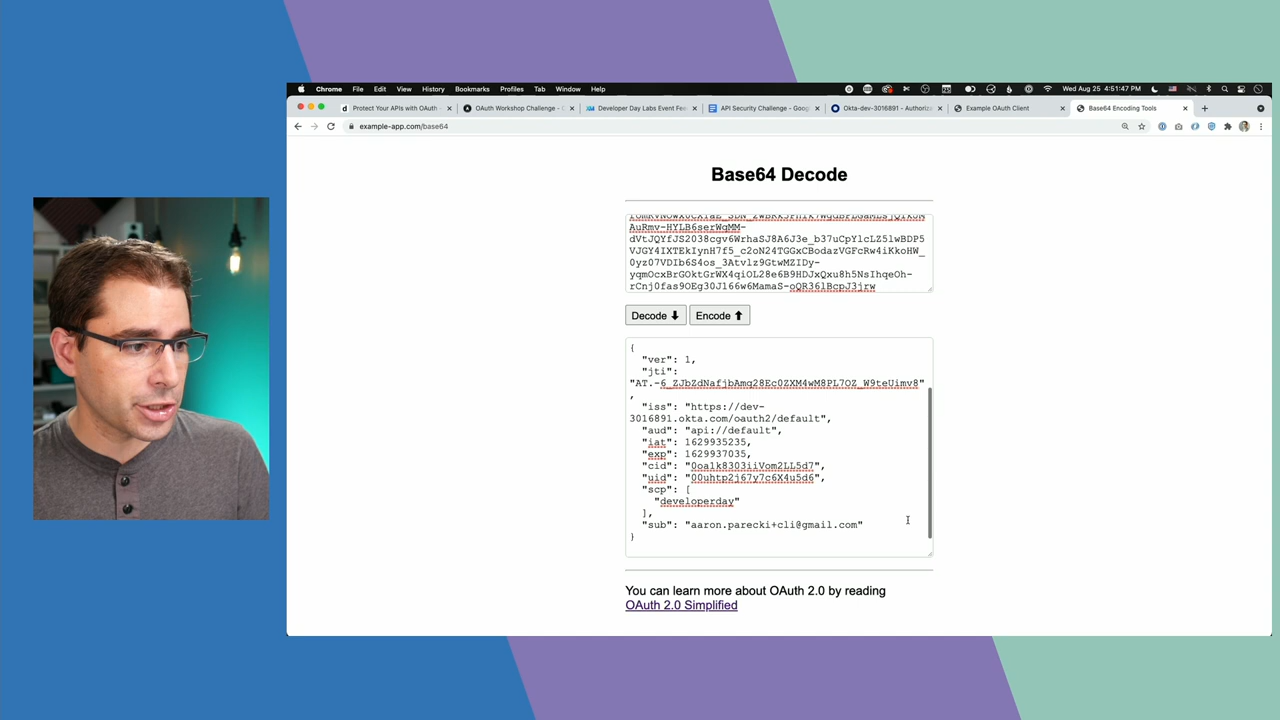 Chrome File Edit View History Bookmarks Profiles Tab Window Help Wed Aug 25 4:51:47 PM
Protect Your APIs with OAuth OAuth Workshop Challenge - Developer Day Labs Event Fee API Security Challenge - Goog Okta-dev-3016891 - Authoriza Example OAuth Client Base64 Encoding Tools
example-app.com/base64
Base64 Decode
AuRmv-HYLB6serWqMM-
dVtJQYfJS2038cgv6WrhaSJ8A6J3e_b37uCpYlcLZ5lwBDP5
VJGY4IXTEkIynH7f5_c2oN24TGGxCBodazVGFcRw4iKkoHW_
0yz07VDIb6S4os_3Atvlz9GtwMZIDy-
yqmOcxBrGOktGrWX4qiOL28e6B9HDJxQxu8h5NsIhqeOh-
rCnj0fas9OEg30J166w6MamaS-oQR36lBcpJ3jrw
Decode ⬇ Encode ⬆
{
"ver": 1,
"jti":
"AT.-6_ZJbZdNafjbAmq28Ec0ZXM4wM8PL7OZ_W9teUimv8"
,
"iss": "https://dev-
3016891.okta.com/oauth2/default",
"aud": "api://default",
"iat": 1629935235,
"exp": 1629937035,
"cid": "0oa1k8303iiVom2LL5d7",
"uid": "00uhtp2j67y7c6X4u5d6",
"scp": [
"developerday"
],
"sub": "aaron.parecki+cli@gmail.com"
}
You can learn more about OAuth 2.0 by reading
OAuth 2.0 Simplified